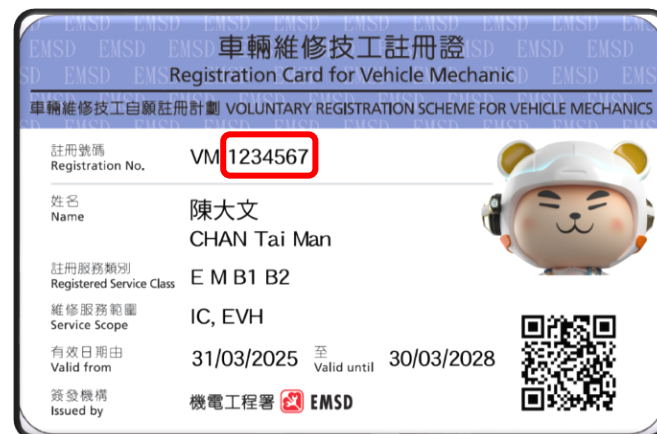 車輛維修技工註冊證
Registration Card for Vehicle Mechanic
車輛維修技工自願註冊計劃 VOLUNTARY REGISTRATION SCHEME FOR VEHICLE MECHANICS
註冊號碼
Registration No.
VM 1234567
姓名
Name
陳大文
CHAN Tai Man
註冊服務類別
Registered Service Class
E M B1 B2
維修服務範圍
Service Scope
IC, EVH
有效日期由
Valid from
31/03/2025
至
Valid until
30/03/2028
簽發機構
Issued by
機電工程署 EMSD